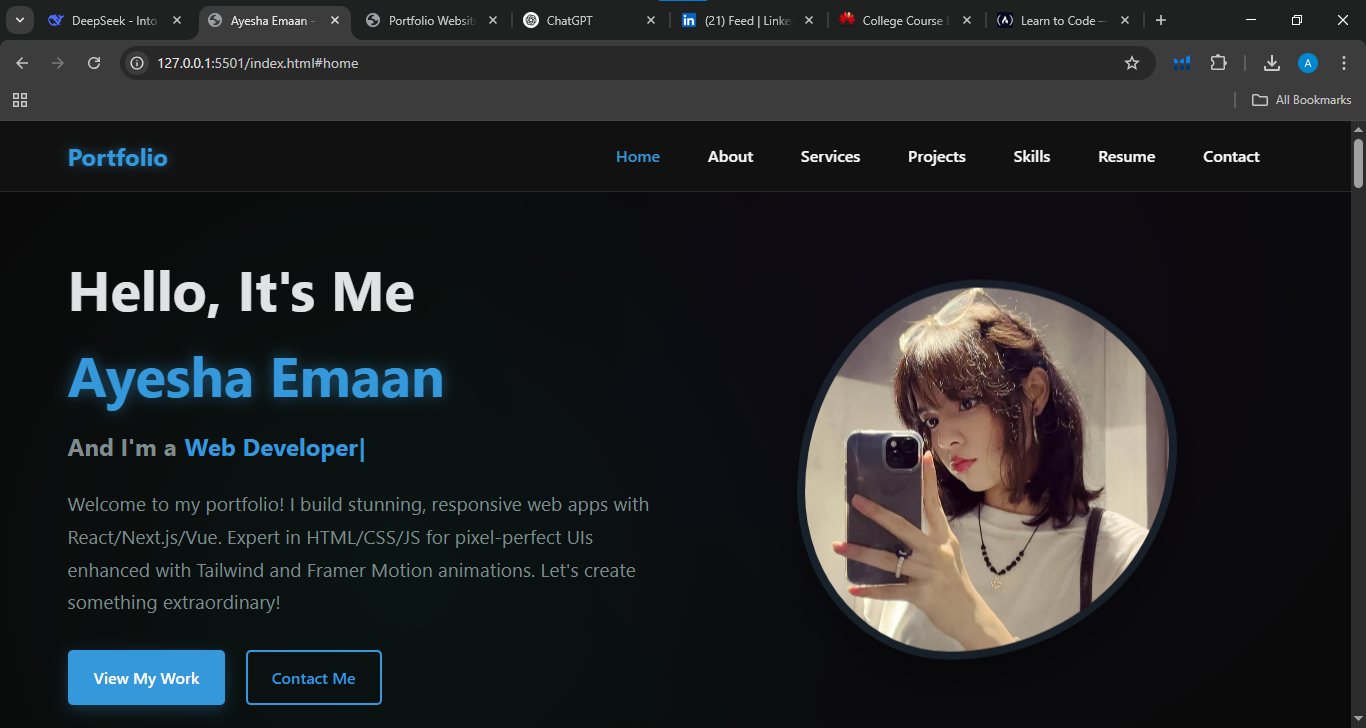 DeepSeek - Into
Ayesha Emaan -
Portfolio Websit
ChatGPT
in (21) Feed | Linke
College Course
Learn to Code —
127.0.0.1:5501/index.html#home
A
All Bookmarks
Portfolio
Home About Services Projects Skills Resume Contact
Hello, It's Me
Ayesha Emaan
And I'm a Web Developer|
Welcome to my portfolio! I build stunning, responsive web apps with
React/Next.js/Vue. Expert in HTML/CSS/JS for pixel-perfect UIs
enhanced with Tailwind and Framer Motion animations. Let's create
something extraordinary!
View My Work
Contact Me